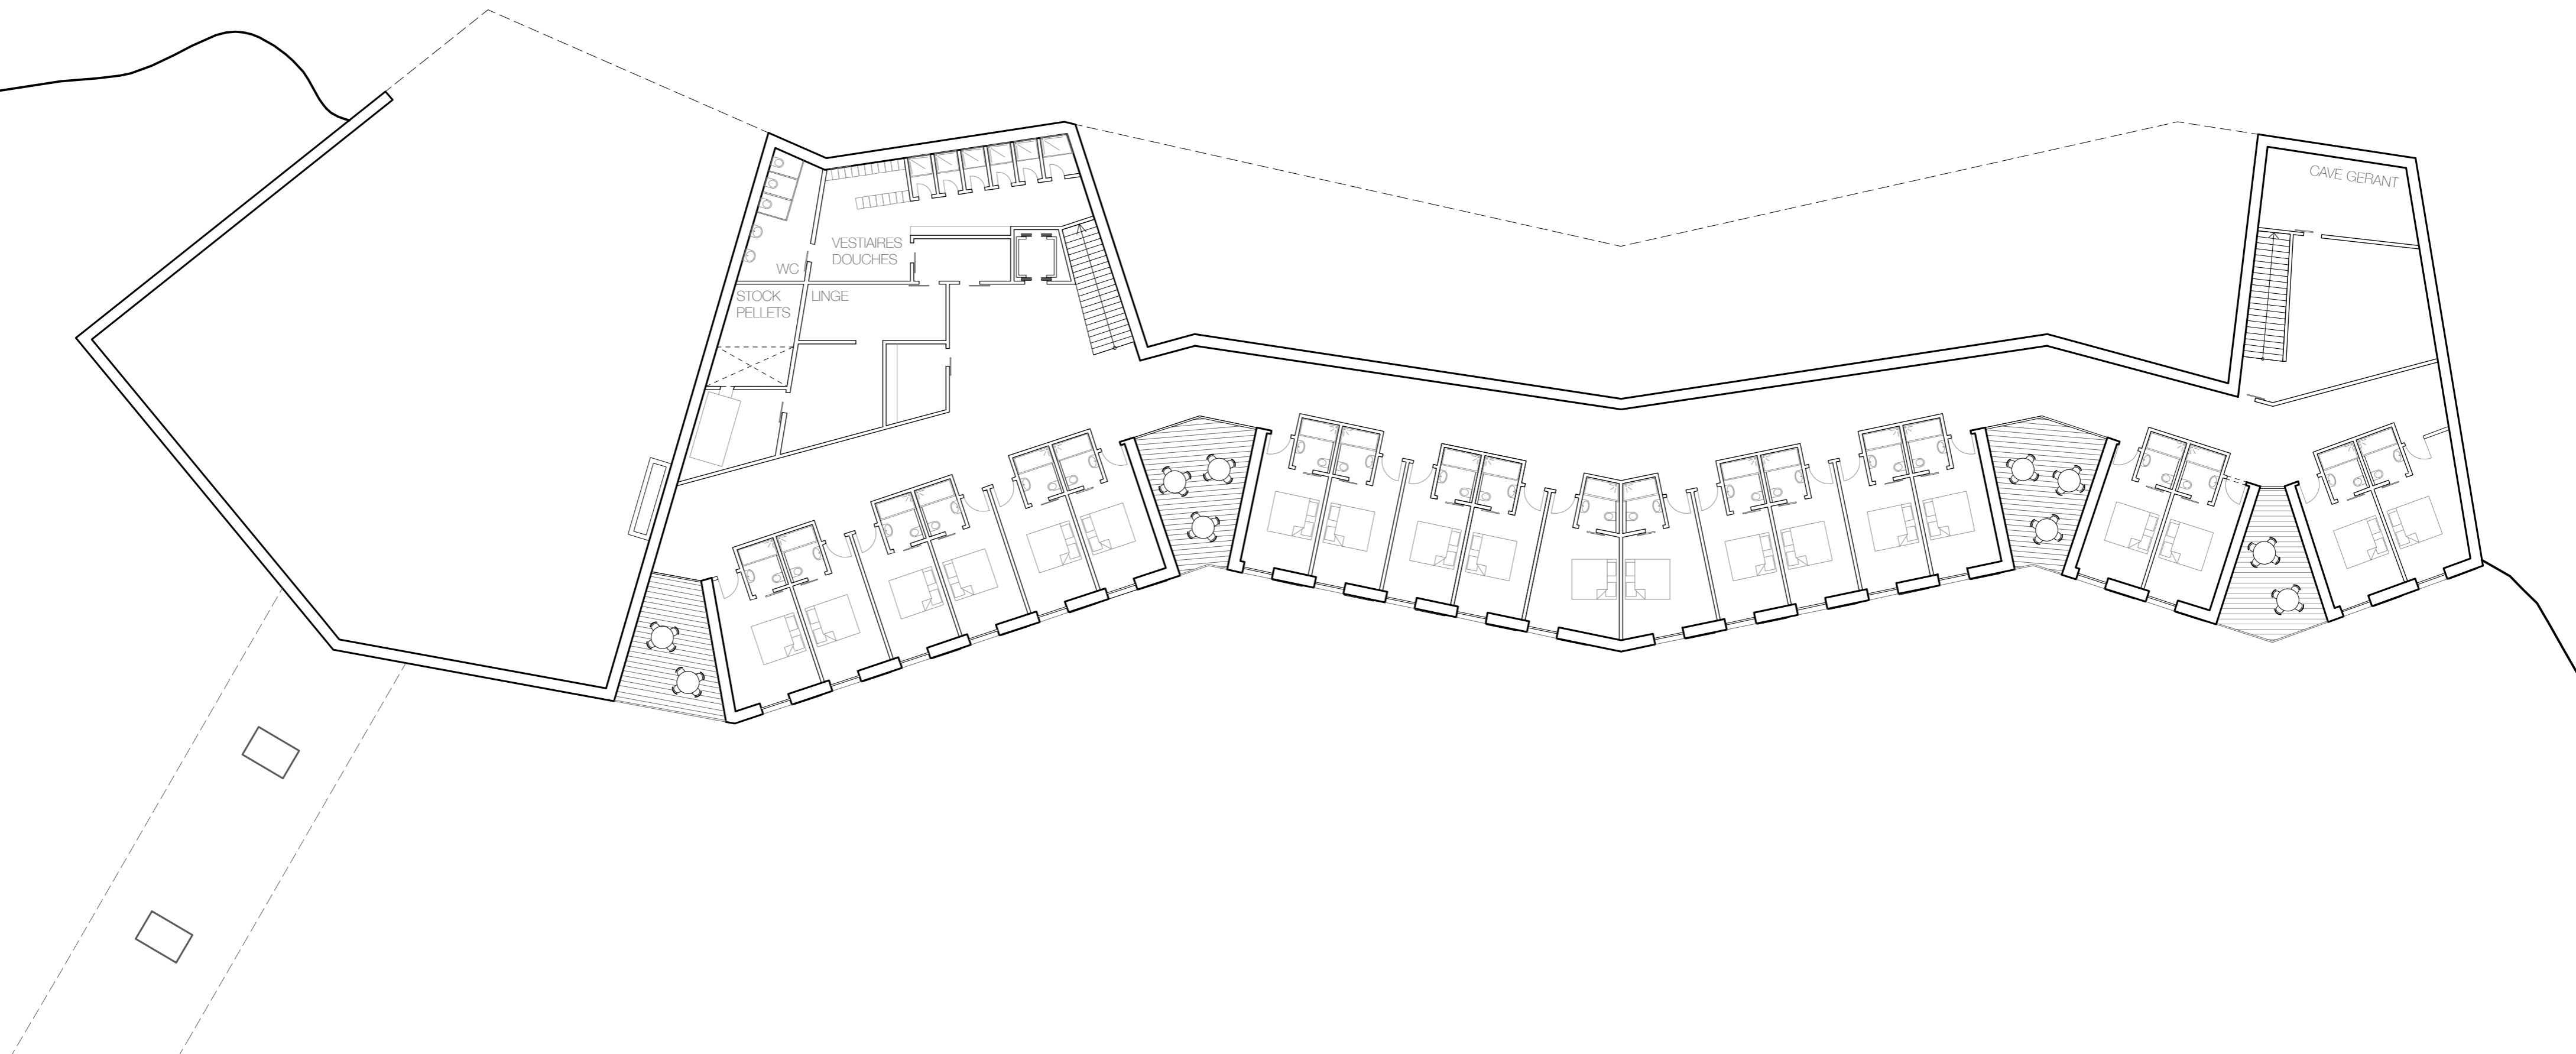 CAVE GERANT
VESTIAIRES
DOUCHES
WC
STOCK
PELLETS
LINGE